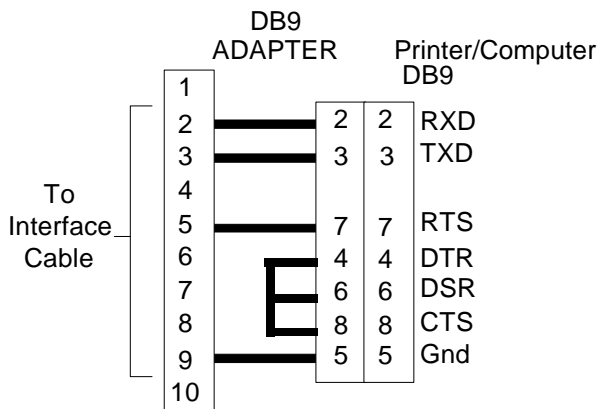 DB9
ADAPTER
Printer/Computer
DB9
1
2 2 2 RXD
3 3 3 TXD
4
5 7 7 RTS
6 4 4 DTR
7 6 6 DSR
8 8 8 CTS
9 5 5 Gnd
10
To
Interface
Cable